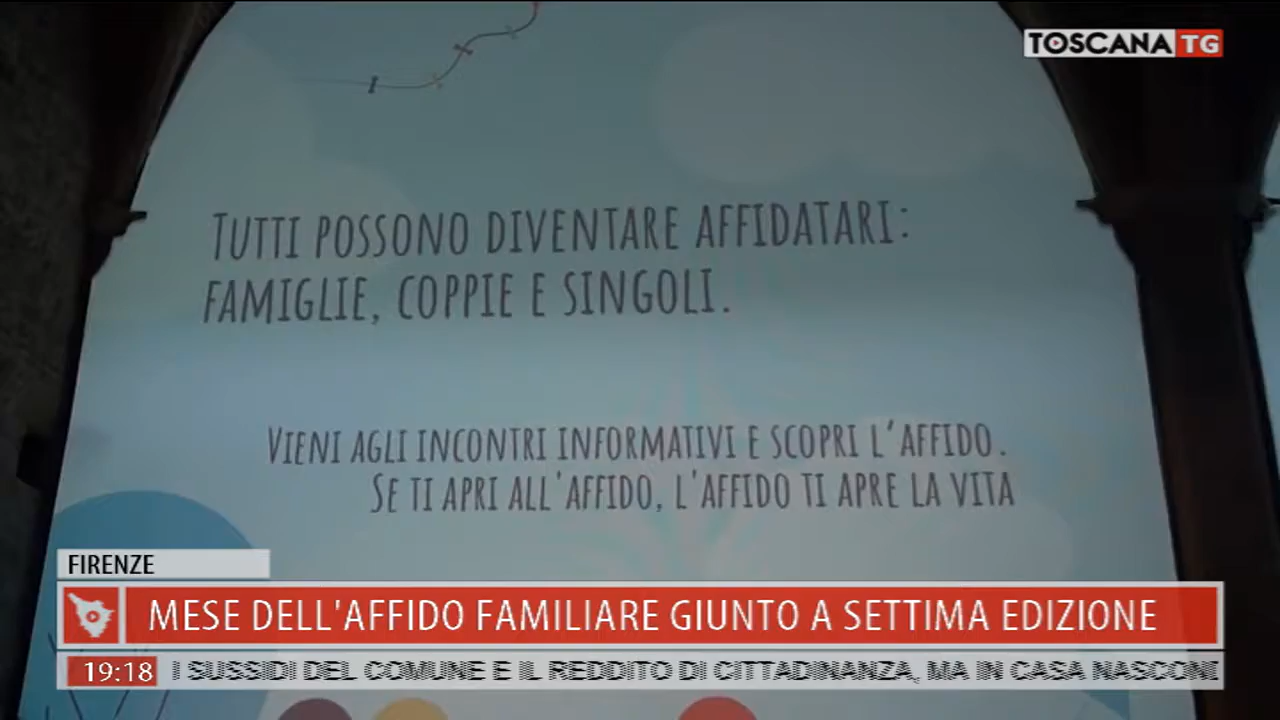 TOSCANA TG
TUTTI POSSONO DIVENTARE AFFIDATARI:
FAMIGLIE, COPPIE E SINGOLI.
VIENI AGLI INCONTRI INFORMATIVI E SCOPRI L'AFFIDO.
SE TI APRI ALL'AFFIDO, L'AFFIDO TI APRE LA VITA
FIRENZE
MESE DELL'AFFIDO FAMILIARE GIUNTO A SETTIMA EDIZIONE
19:18 I SUSSIDI DEL COMUNE E IL REDDITO DI CITTADINANZA, MA IN CASA NASCON